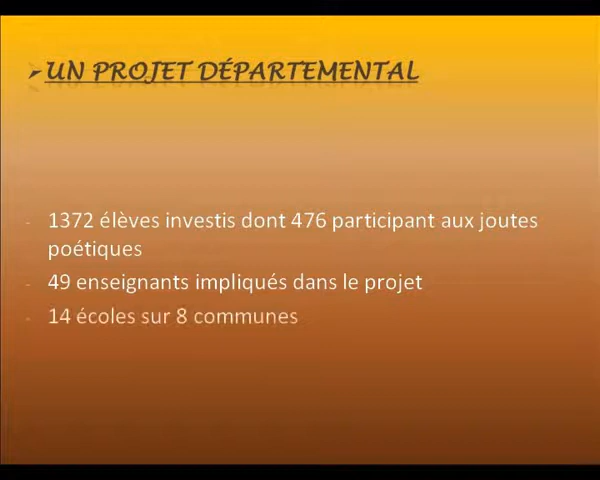 ➢UN PROJET DÉPARTEMENTAL
- 1372 élèves investis dont 476 participant aux joutes
poétiques
- 49 enseignants impliqués dans le projet
- 14 écoles sur 8 communes